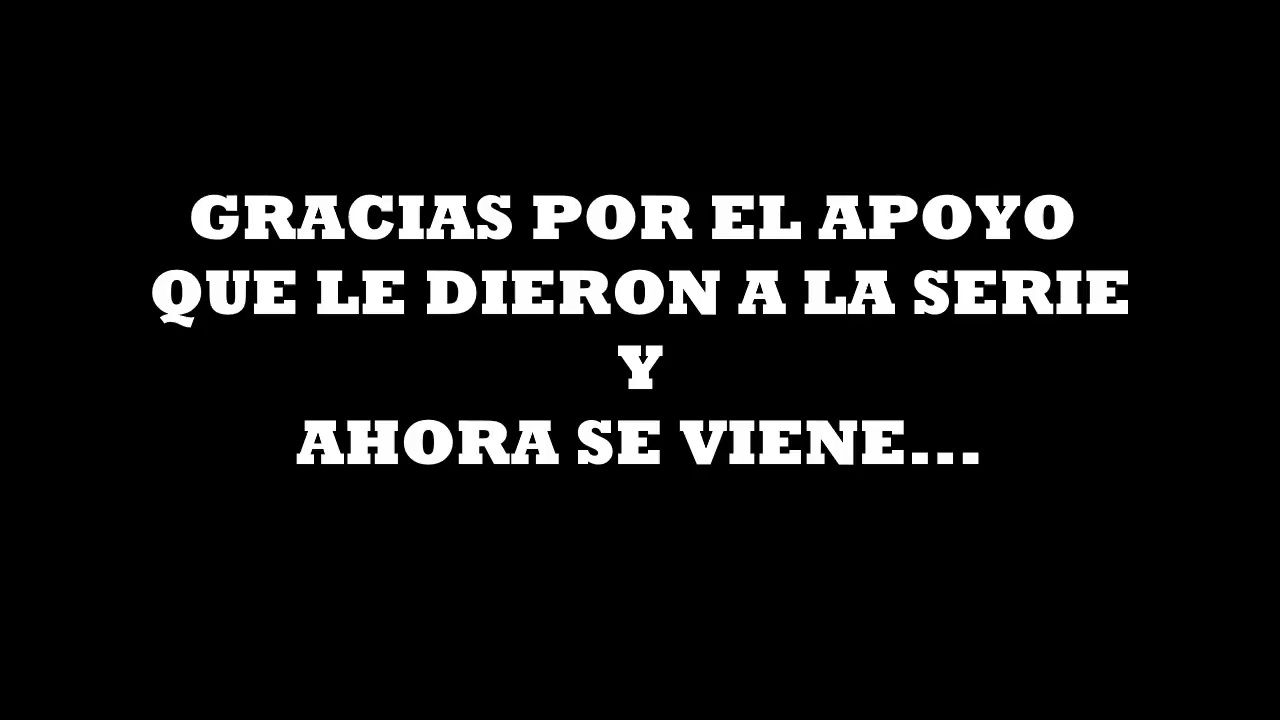 GRACIAS POR EL APOYO
QUE LE DIERON A LA SERIE
Y
AHORA SE VIENE...